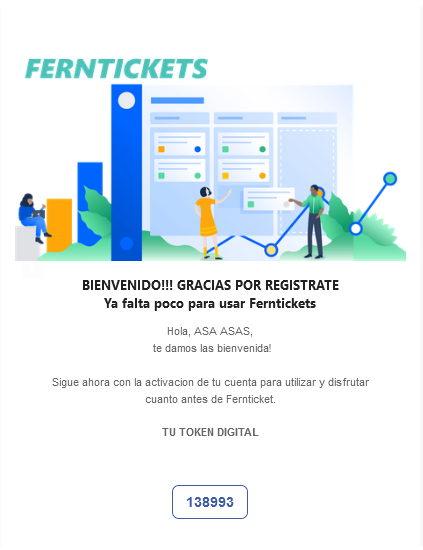 FERNTICKETS
BIENVENIDO!!! GRACIAS POR REGISTRATE
Ya falta poco para usar Ferntickets
Hola, ASA ASAS,
te damos las bienvenida!
Sigue ahora con la activacion de tu cuenta para utilizar y disfrutar
cuanto antes de Fernticket.
TU TOKEN DIGITAL
138993